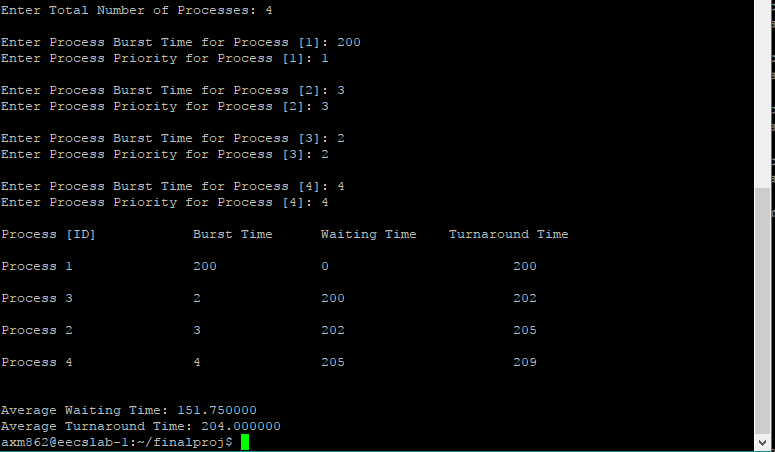 Enter Total Number of Processes: 4
Enter Process Burst Time for Process [1]: 200
Enter Process Priority for Process [1]: 1
Enter Process Burst Time for Process [2]: 3
Enter Process Priority for Process [2]: 3
Enter Process Burst Time for Process [3]: 2
Enter Process Priority for Process [3]: 2
Enter Process Burst Time for Process [4]: 4
Enter Process Priority for Process [4]: 4
Process [ID] Burst Time Waiting Time Turnaround Time
Process 1 200 0 200
Process 3 2 200 202
Process 2 3 202 205
Process 4 4 205 209
Average Waiting Time: 151.750000
Average Turnaround Time: 204.000000
axm862@eecslab-1:~/finalproj$